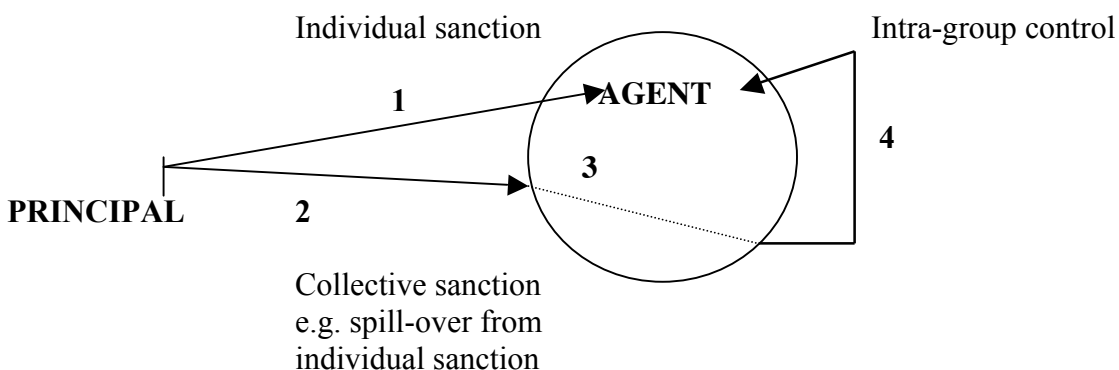 Individual sanction
Intra-group control
1
AGENT
4
3
PRINCIPAL
2
Collective sanction
e.g. spill-over from
individual sanction